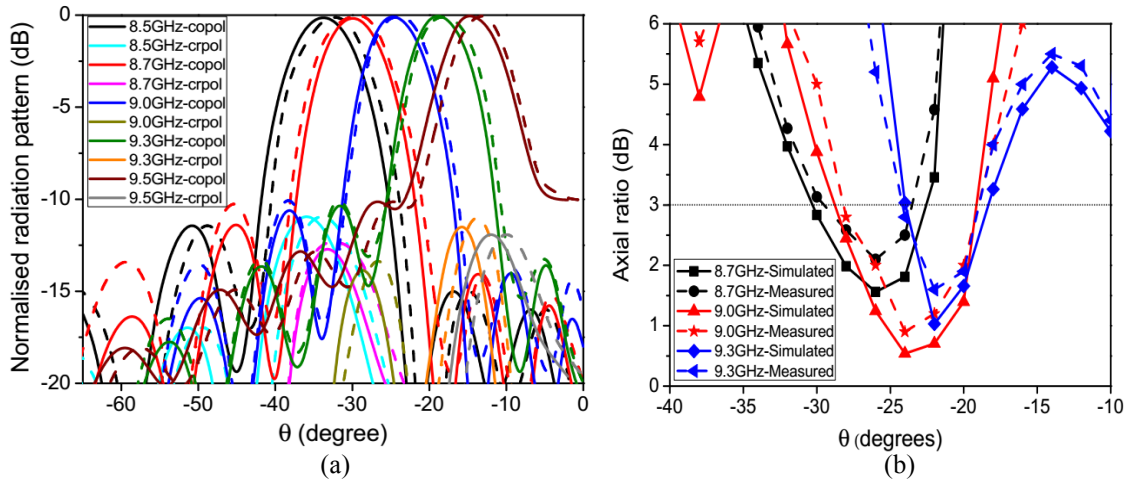 Normalised radiation pattern (dB)
0
-5
-10
-15
-20
8.5GHz-copol
8.5GHz-crpol
8.7GHz-copol
8.7GHz-crpol
9.0GHz-copol
9.0GHz-crpol
9.3GHz-copol
9.3GHz-crpol
9.5GHz-copol
9.5GHz-crpol
-60 -50 -40 -30 -20 -10 0
θ (degree)
(a)
Axial ratio (dB)
6
5
4
3
2
1
0
8.7GHz-Simulated
8.7GHz-Measured
9.0GHz-Simulated
9.0GHz-Measured
9.3GHz-Simulated
9.3GHz-Measured
-40 -35 -30 -25 -20 -15 -10
θ (degrees)
(b)